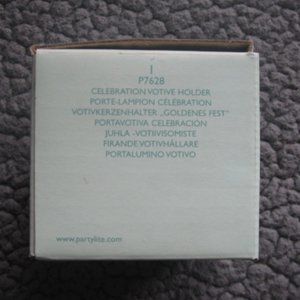 1
P7628
CELEBRATION VOTIVE HOLDER
PORTE-LAMPION CÉLÉBRATION
VOTIVKERZENHALTER „GOLDENES FEST"
PORTAVOTIVA CELEBRACIÓN
JUHLA -VOTIIVISOMISTE
FIRANDE VOTIVHÅLLARE
PORTALUMINO VOTIVO
www.partylite.com